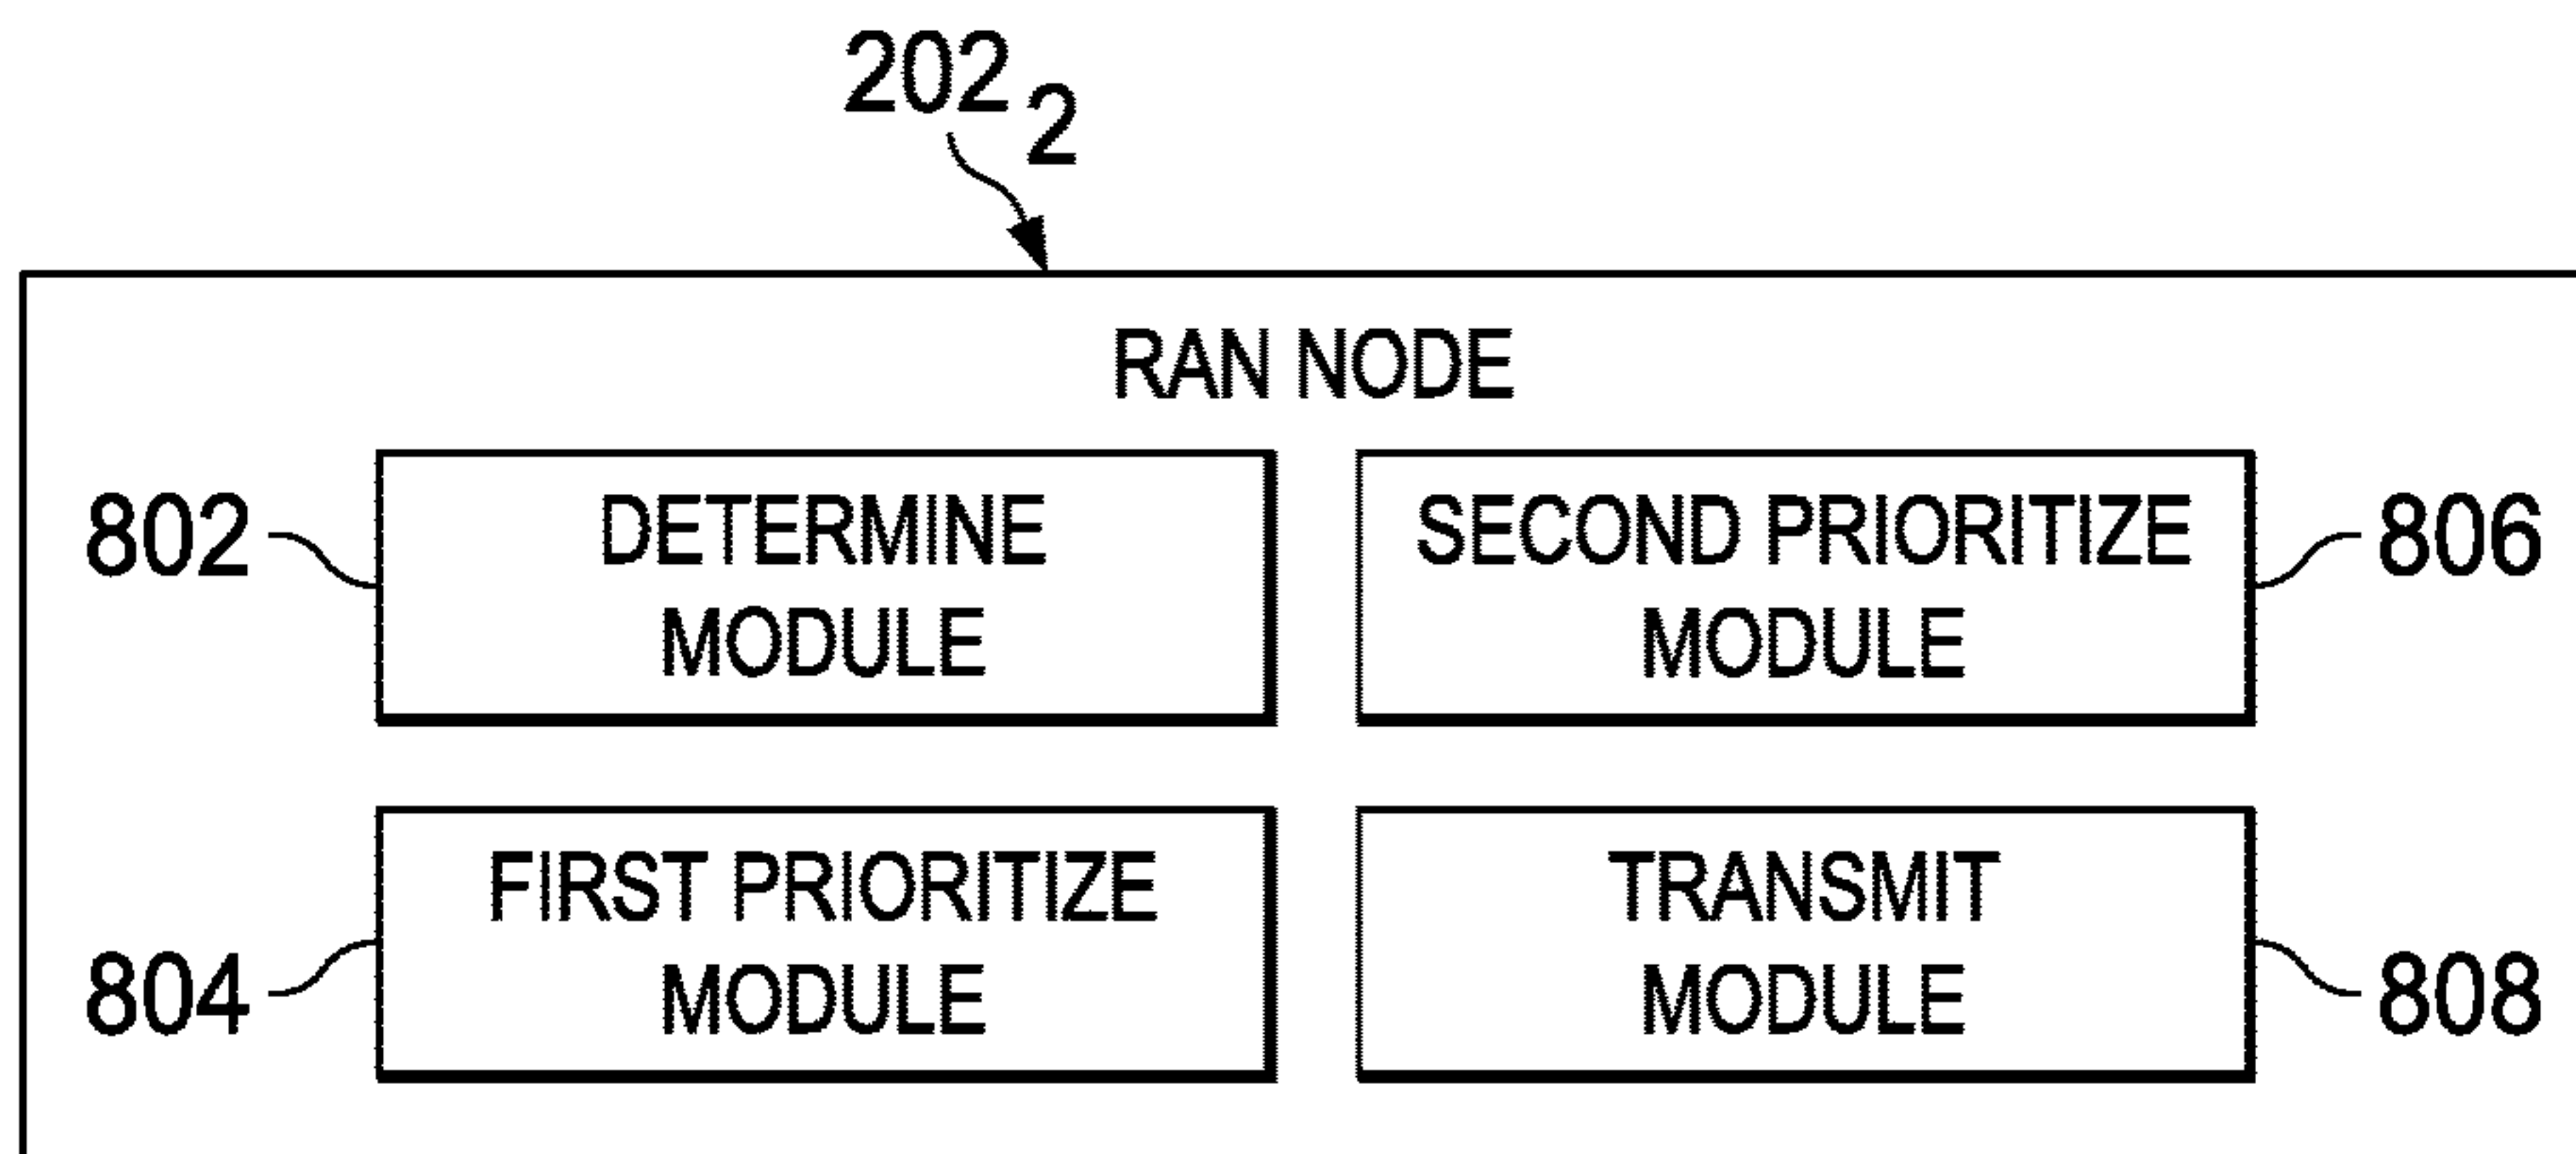 202 2
RAN NODE
802
DETERMINE
MODULE
SECOND PRIORITIZE
MODULE
806
804
FIRST PRIORITIZE
MODULE
TRANSMIT
MODULE
808